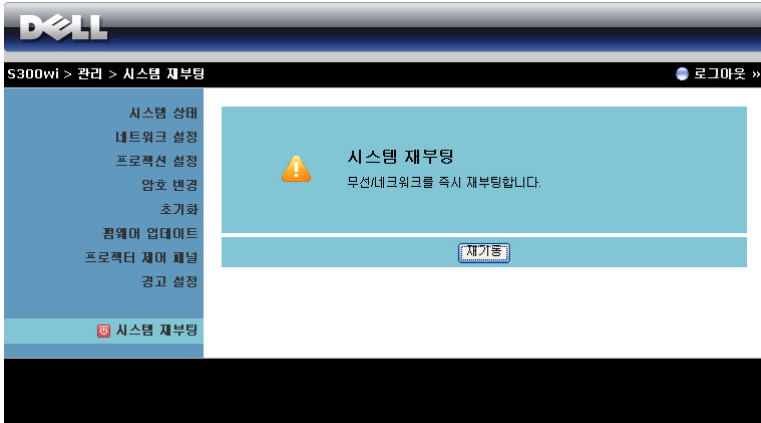 DELL
S300wi > 관리 > 시스템 재부팅
로그아웃 »
시스템 상태
네트워크 설정
프로젝션 설정
암호 변경
초기화
펌웨어 업데이트
프로젝터 제어 패널
경고 설정
시스템 재부팅
시스템 재부팅
무선/네크워크를 즉시 재부팅합니다.
재기동